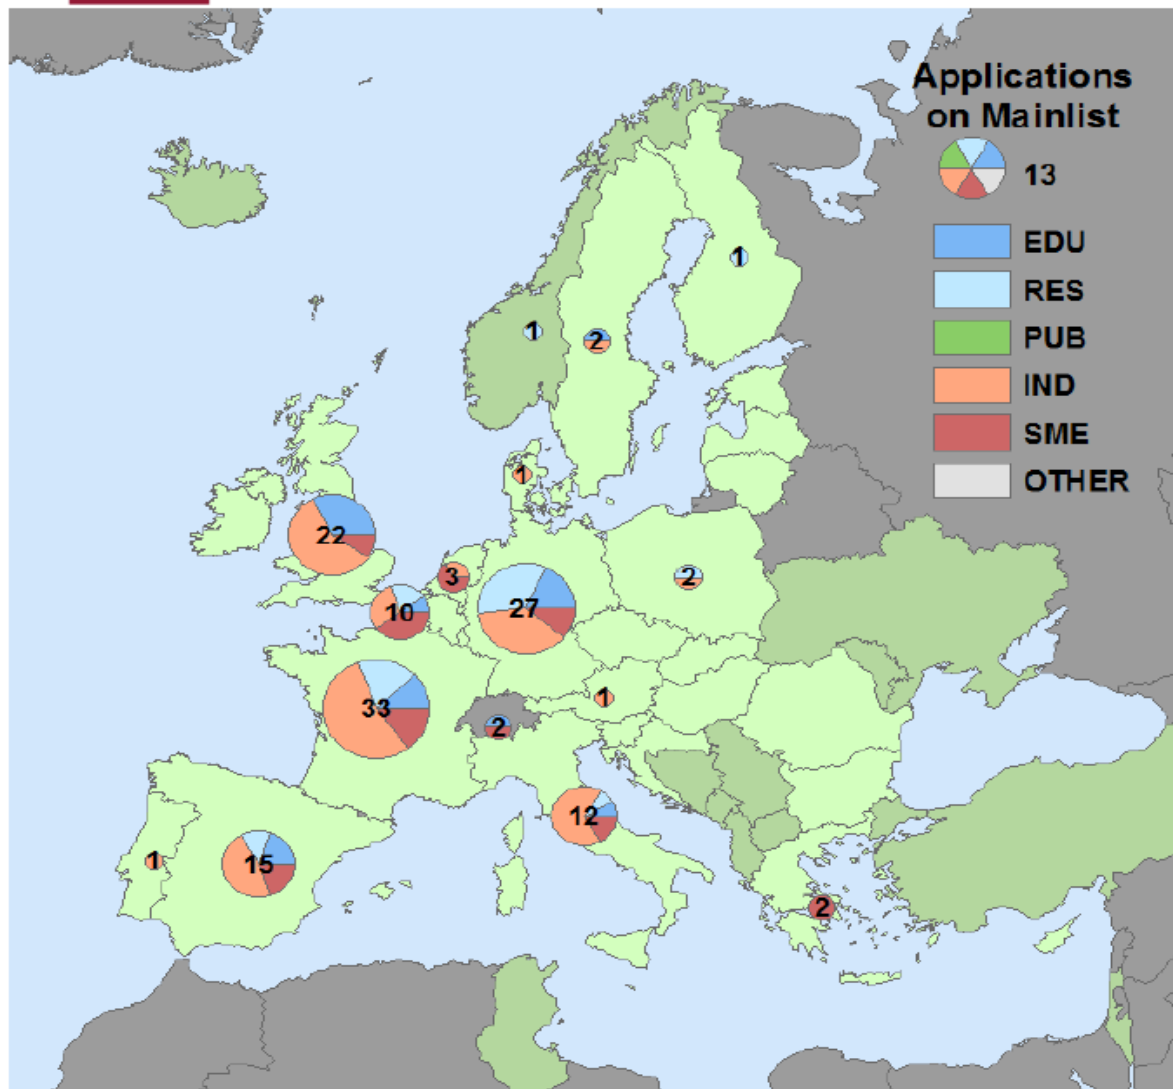 Applications
on Mainlist
13
EDU
RES
PUB
IND
SME
OTHER
1
1
2
1
22
3
2
27
10
1
33
2
12
1
15
2